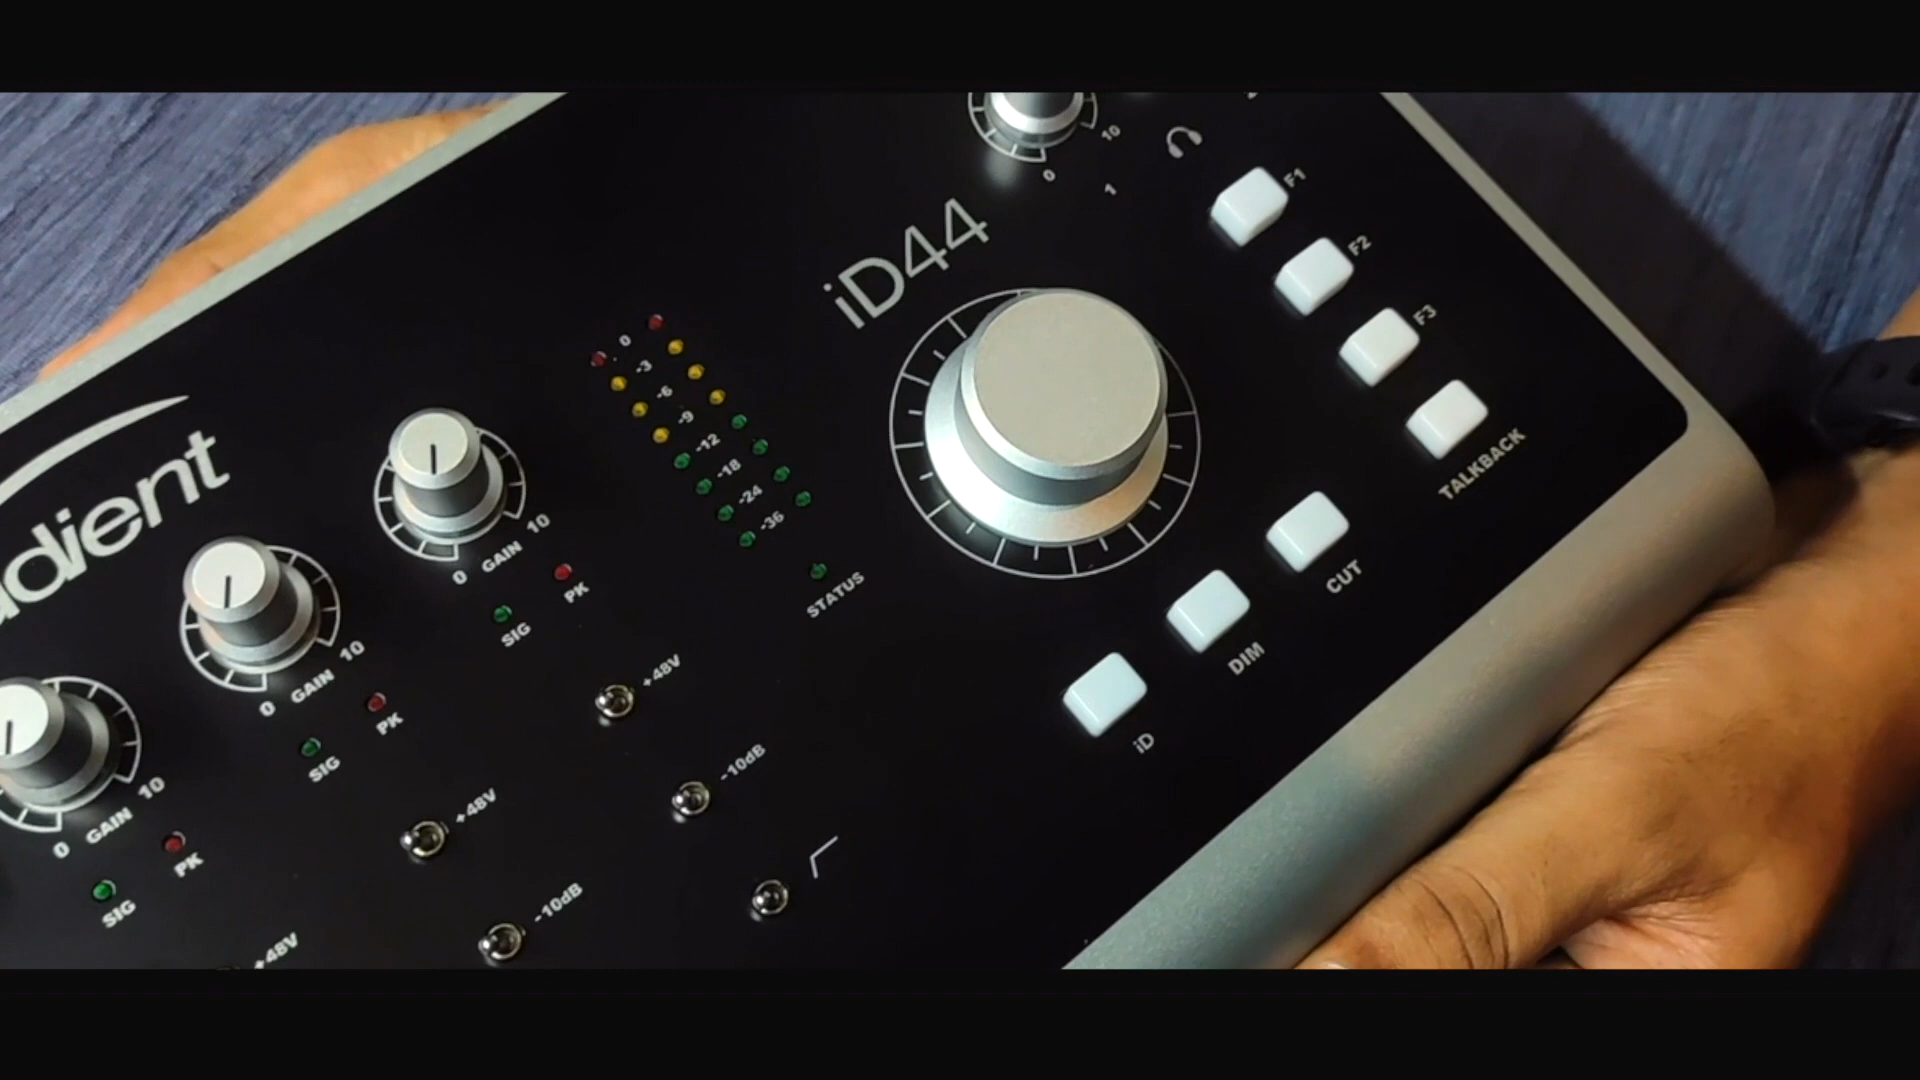 10
0
1
F1
F2
F3
TALKBACK
iD44
0
-3
-6
-9
-12
-18
-24
-36
STATUS
CUT
DIM
iD
audient
0 GAIN 10
SIG
PK
0 GAIN 10
SIG
PK
0 GAIN 10
SIG
PK
+48V
-10dB
+48V
-10dB
+48V